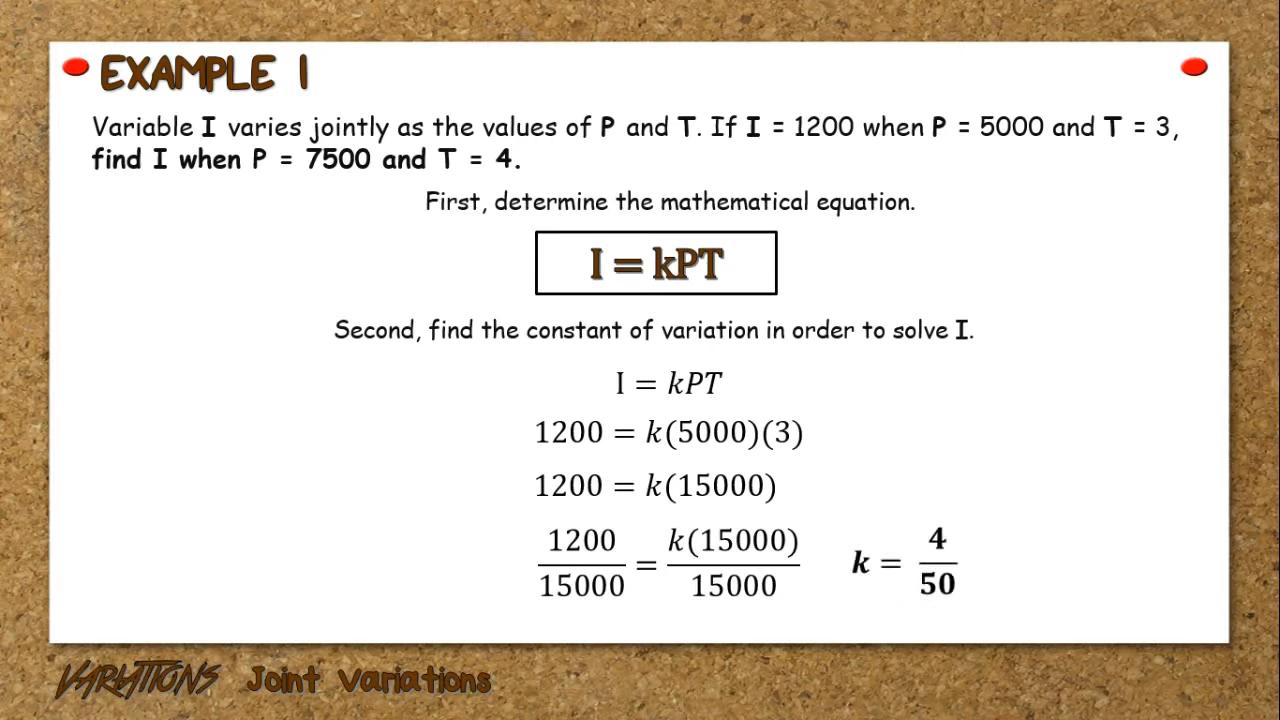 EXAMPLE 1
Variable I varies jointly as the values of P and T. If I = 1200 when P = 5000 and T = 3,
find I when P = 7500 and T = 4.
First, determine the mathematical equation.
I = kPT
Second, find the constant of variation in order to solve I.
I = kPT
1200 = k(5000)(3)
1200 = k(15000)
1200/15000 = k(15000)/15000 k = 4/50
VARIATIONS Joint Variations